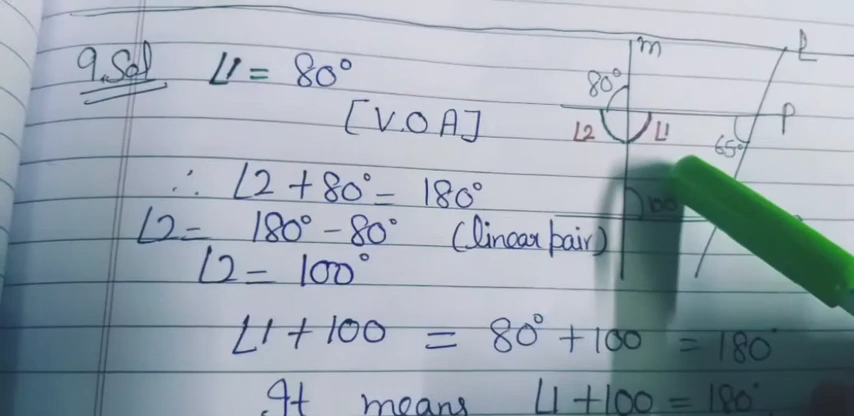 9.Sol ∠1 = 80°
[V.O A]
∴ ∠2 + 80° = 180°
∠2 = 180° - 80° (linear pair)
∠2 = 100°
∠1 + 100 = 80° + 100 = 180°
It means ∠1 + 100 = 180°
m
l
80°
P
∠2
∠1
65°
100